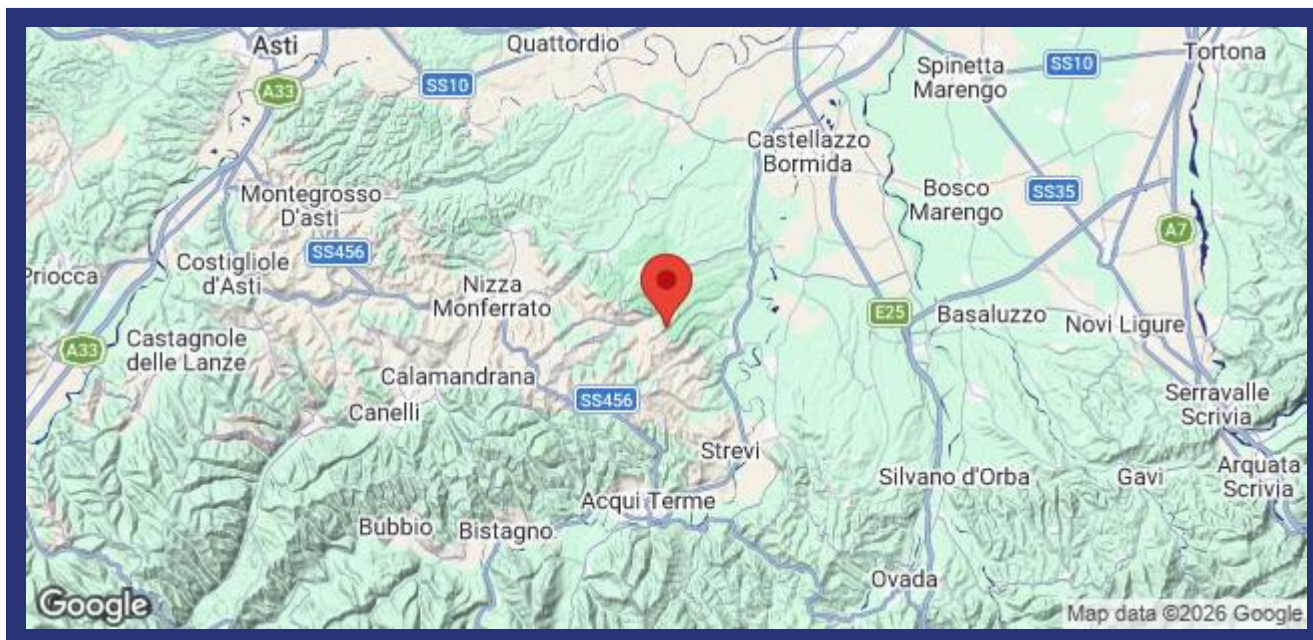 Asti
Quattordio
Tortona
A33
SS10
Spinetta
Marengo
SS10
Castellazzo
Bormida
Montegrosso
D'asti
Bosco
Marengo
SS35
A7
SS456
Costigliole
d'Asti
Priocca
Nizza
Monferrato
E25
Basaluzzo
Novi Ligure
A33
Castagnole
delle Lanze
Calamandrana
Canelli
SS456
Serravalle
Scrivia
Strevi
Silvano d'Orba
Gavi
Arquata
Scrivia
Acqui Terme
Bubbio
Bistagno
Ovada
Google
Map data ©2026 Google